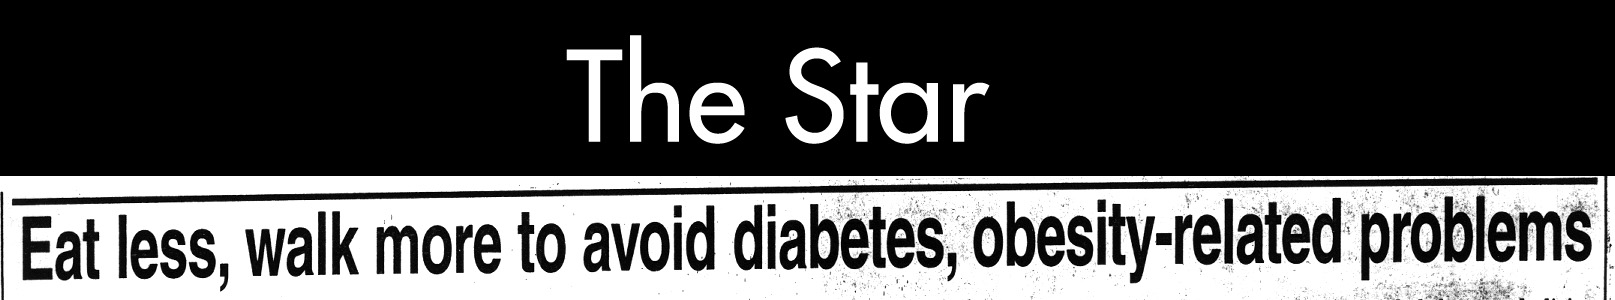 The Star
Eat less, walk more to avoid diabetes, obesity-related problems